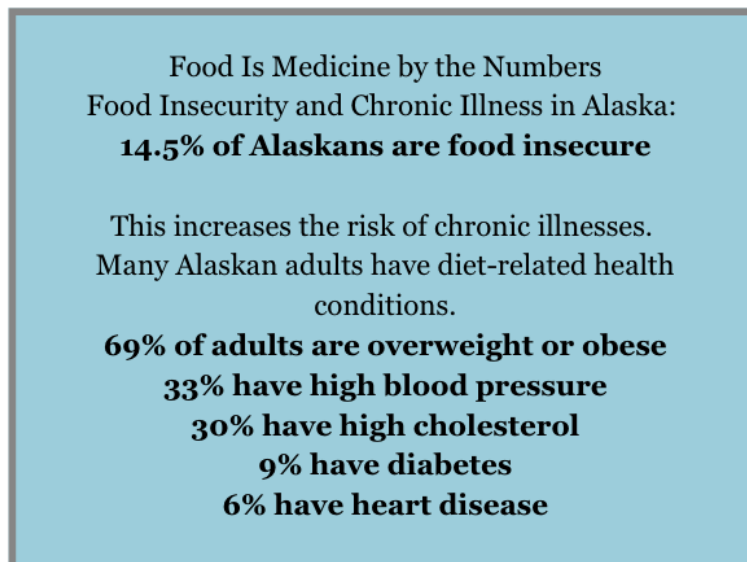 Food Is Medicine by the Numbers
Food Insecurity and Chronic Illness in Alaska:
14.5% of Alaskans are food insecure
This increases the risk of chronic illnesses.
Many Alaskan adults have diet-related health
conditions.
69% of adults are overweight or obese
33% have high blood pressure
30% have high cholesterol
9% have diabetes
6% have heart disease